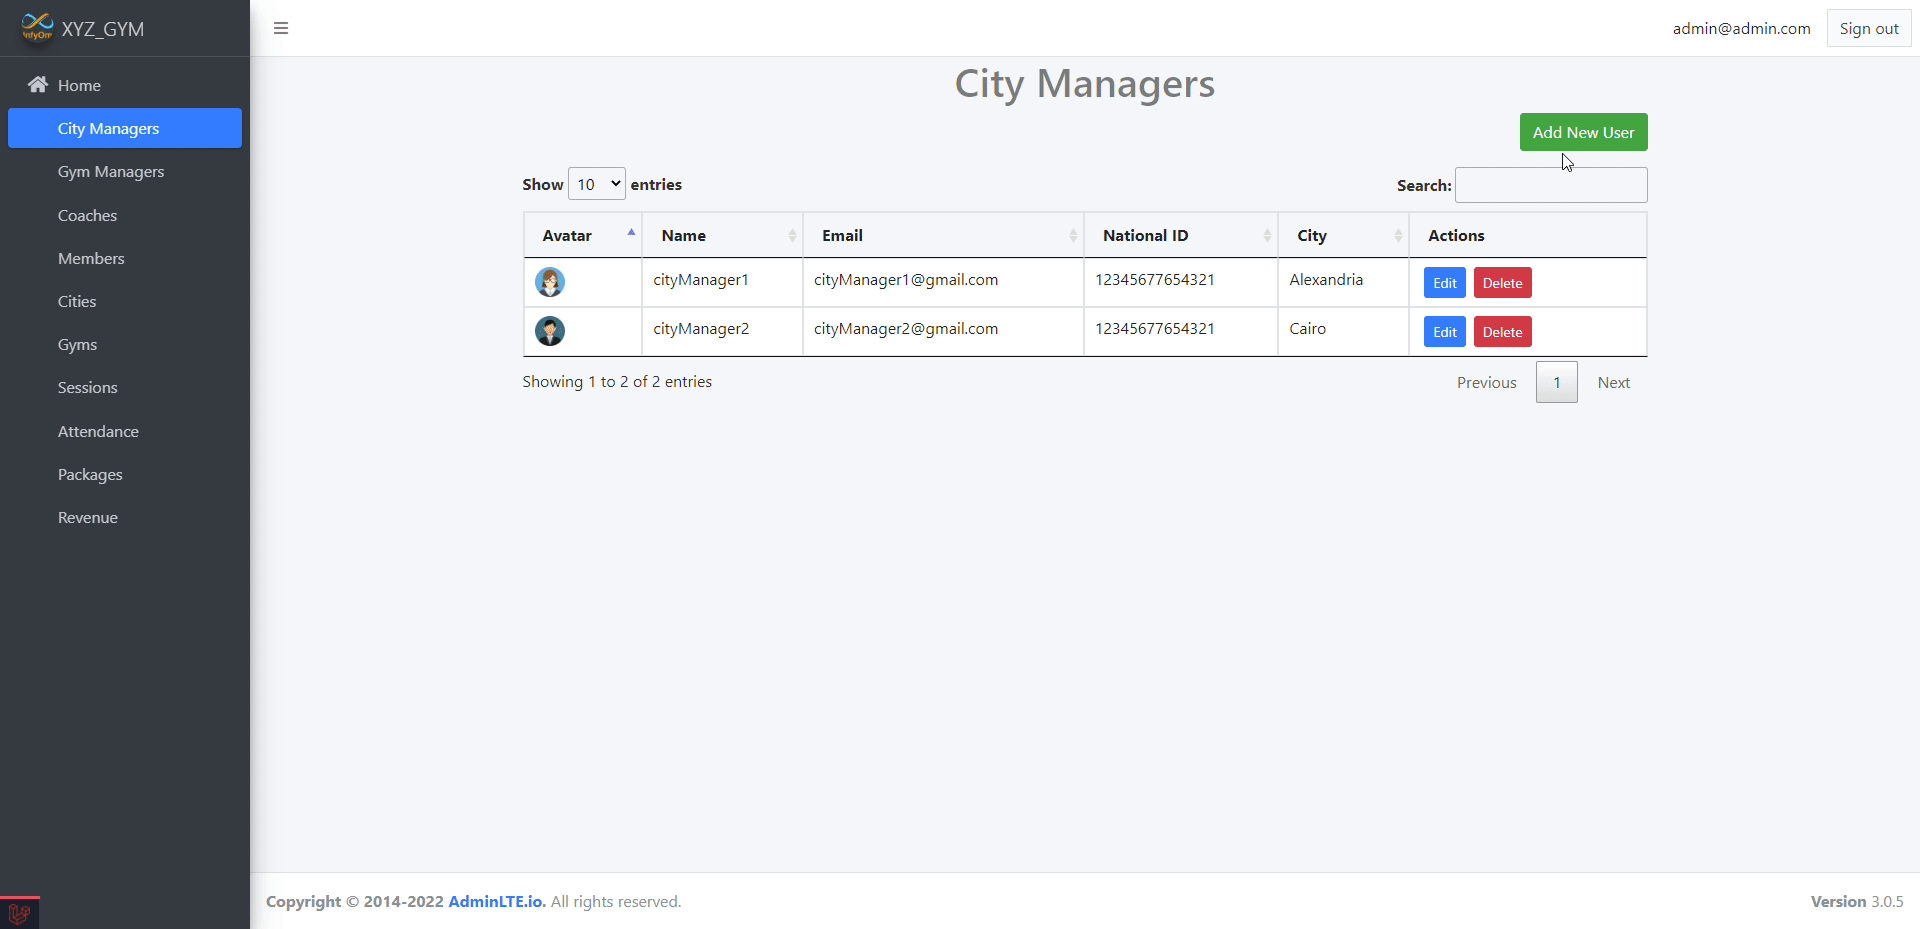 InfyOm XYZ_GYM
admin@admin.com Sign out
Home
City Managers
Gym Managers
Coaches
Members
Cities
Gyms
Sessions
Attendance
Packages
Revenue
City Managers
Add New User
Show 10 entries Search:
Avatar Name Email National ID City Actions
cityManager1 cityManager1@gmail.com 12345677654321 Alexandria Edit Delete
cityManager2 cityManager2@gmail.com 12345677654321 Cairo Edit Delete
Showing 1 to 2 of 2 entries Previous 1 Next
Copyright © 2014-2022 AdminLTE.io. All rights reserved. Version 3.0.5